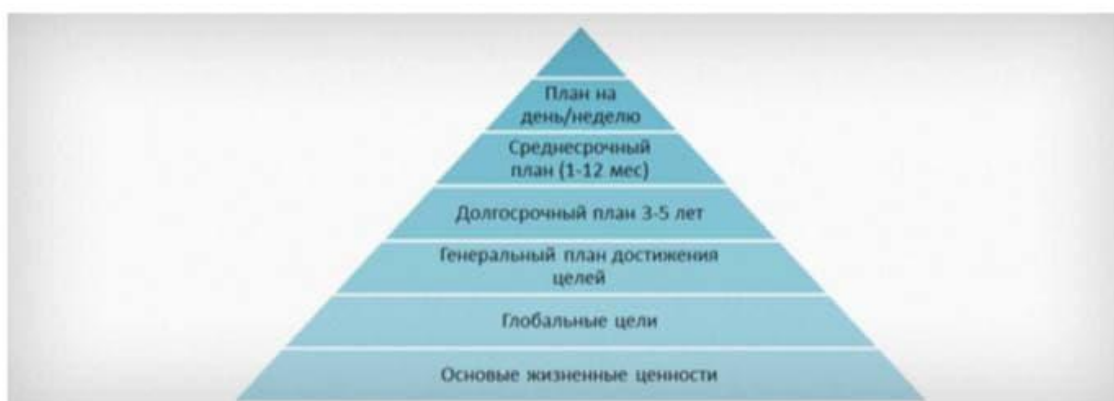 План на
день/неделю
Среднесрочный
план (1-12 мес)
Долгосрочный план 3-5 лет
Генеральный план достижения
целей
Глобальные цели
Основые жизненные ценности